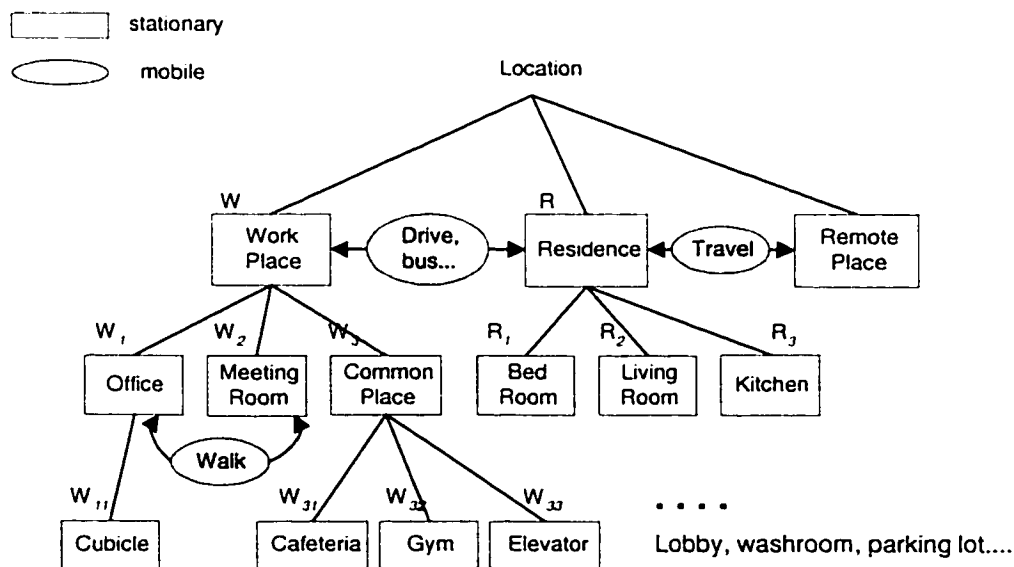 stationary
mobile
Location
W
R
Work
Place
Drive,
bus...
Residence
Travel
Remote
Place
W1
W2
W3
R1
R2
R3
Office
Meeting
Room
Common
Place
Bed
Room
Living
Room
Kitchen
Walk
W11
W31
W32
W33
. . . .
Cubicle
Cafeteria
Gym
Elevator
Lobby, washroom, parking lot....